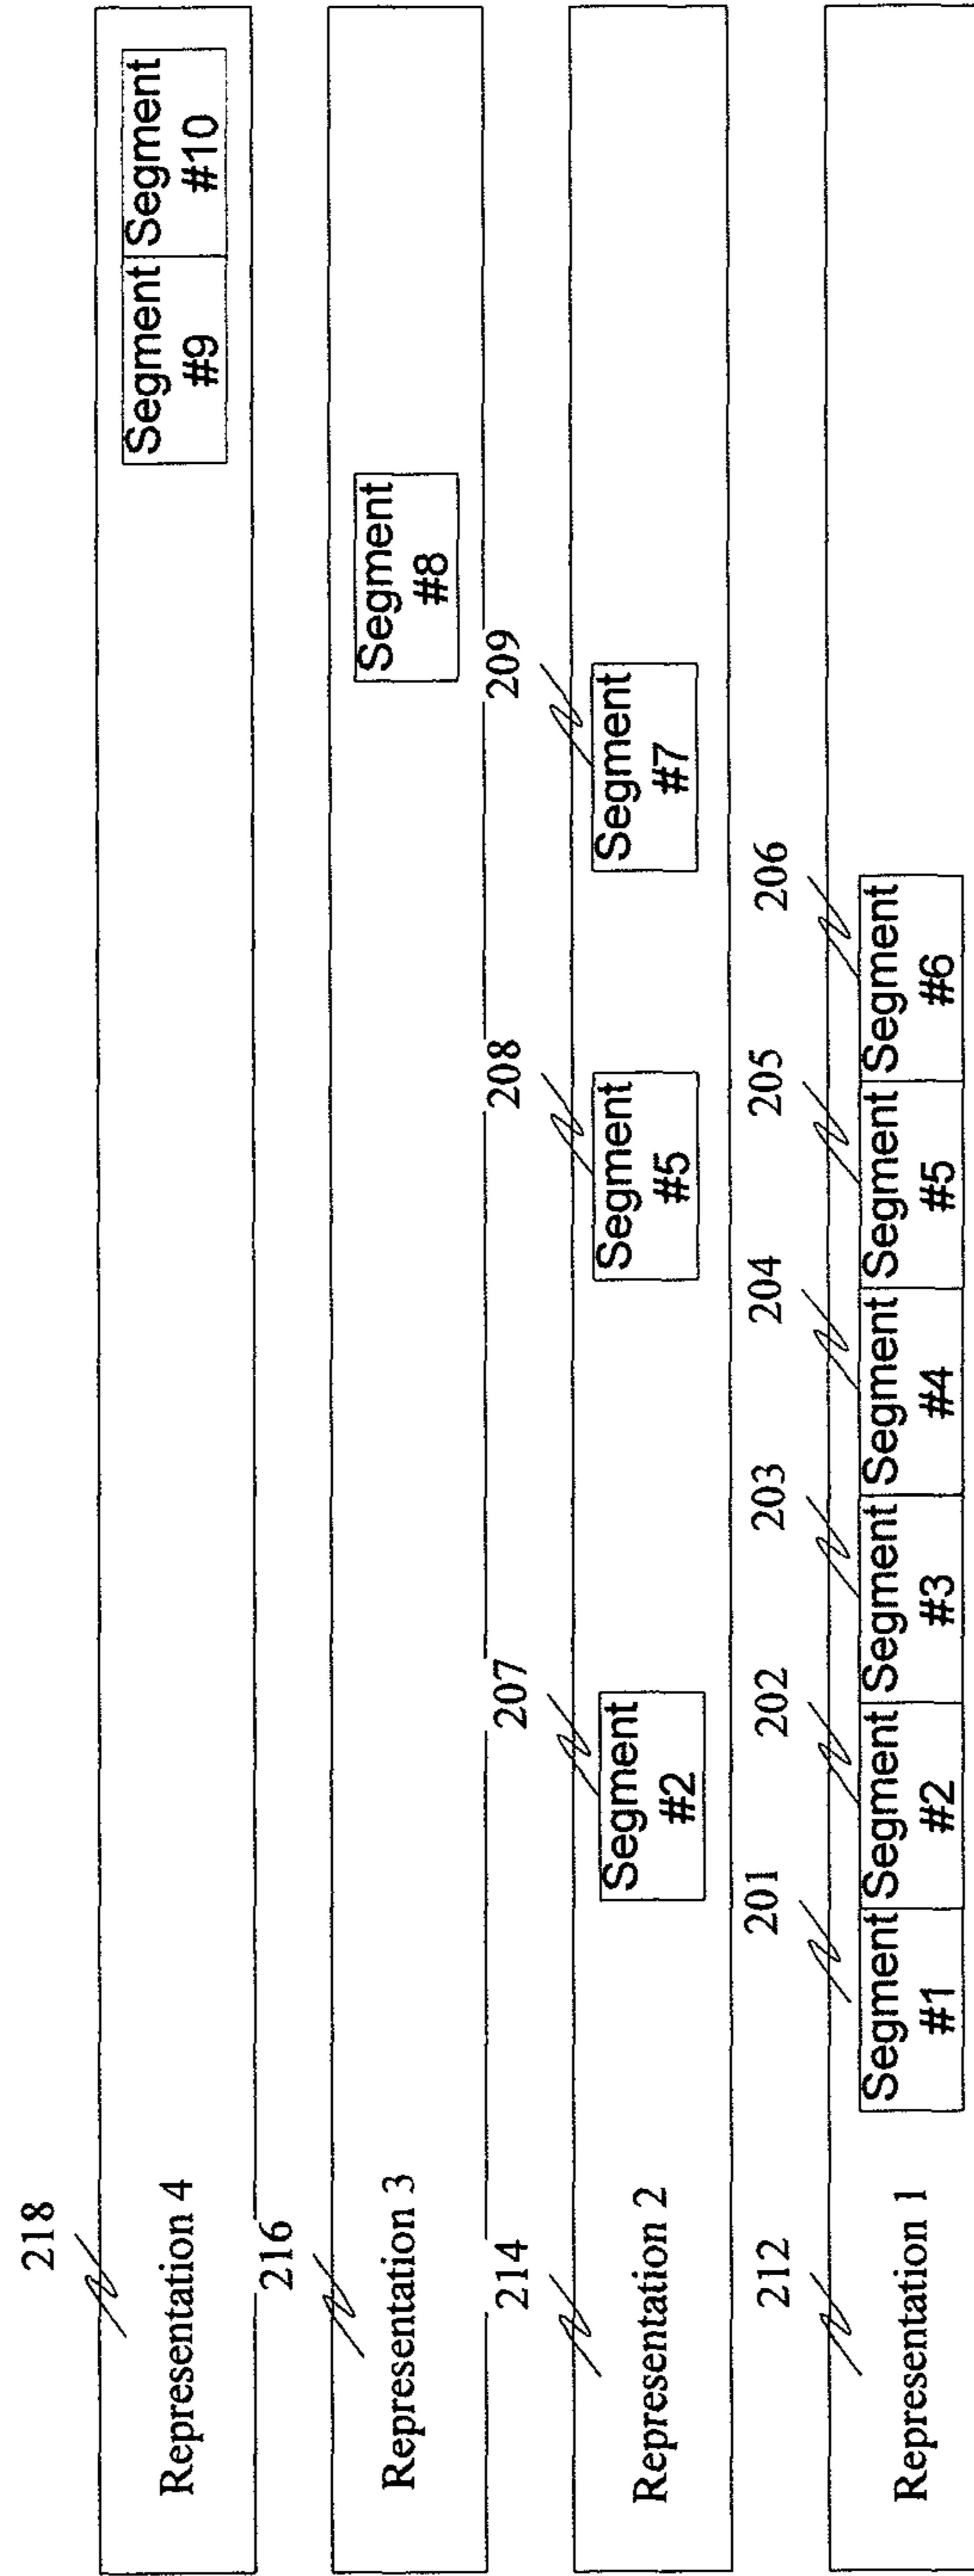 218
Representation 4
Segment
#9
Segment
#10
216
Representation 3
Segment
#8
214
207
208
209
Representation 2
Segment
#2
Segment
#5
Segment
#7
212
201
202
203
204
205
206
Representation 1
Segment
#1
Segment
#2
Segment
#3
Segment
#4
Segment
#5
Segment
#6